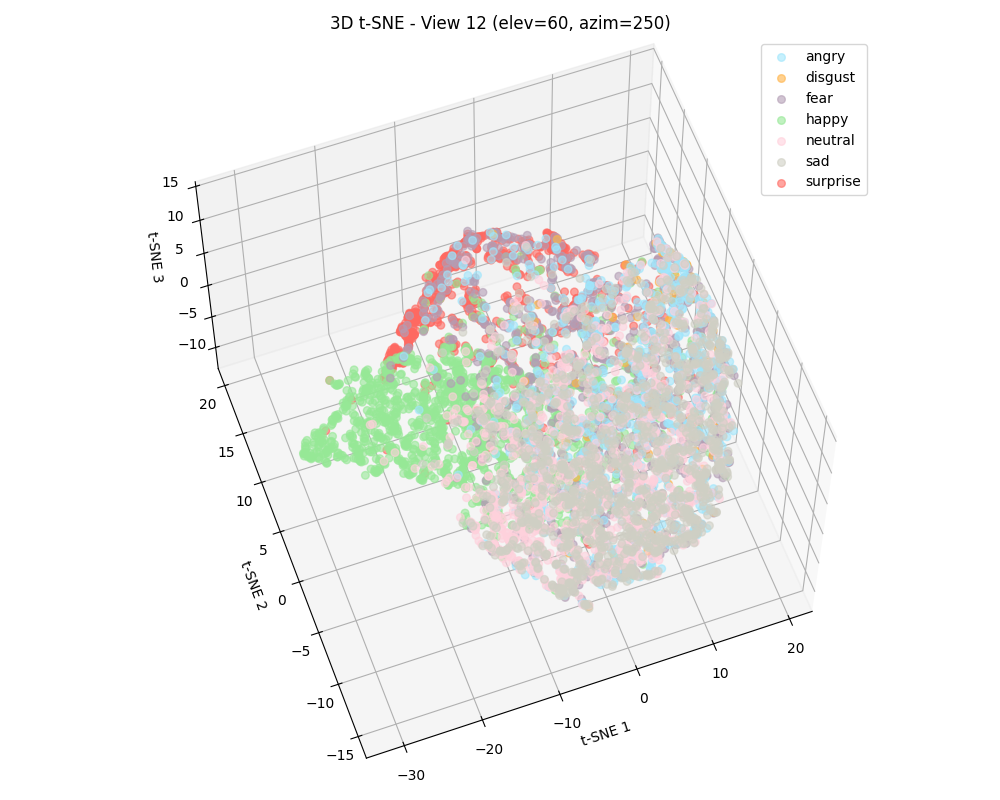 3D t-SNE - View 12 (elev=60, azim=250)
angry
disgust
fear
happy
neutral
sad
surprise
15
10
5
0
−5
−10
t-SNE 3
20
15
10
5
0
−5
−10
−15
t-SNE 2
−30
−20
−10
0
10
20
t-SNE 1